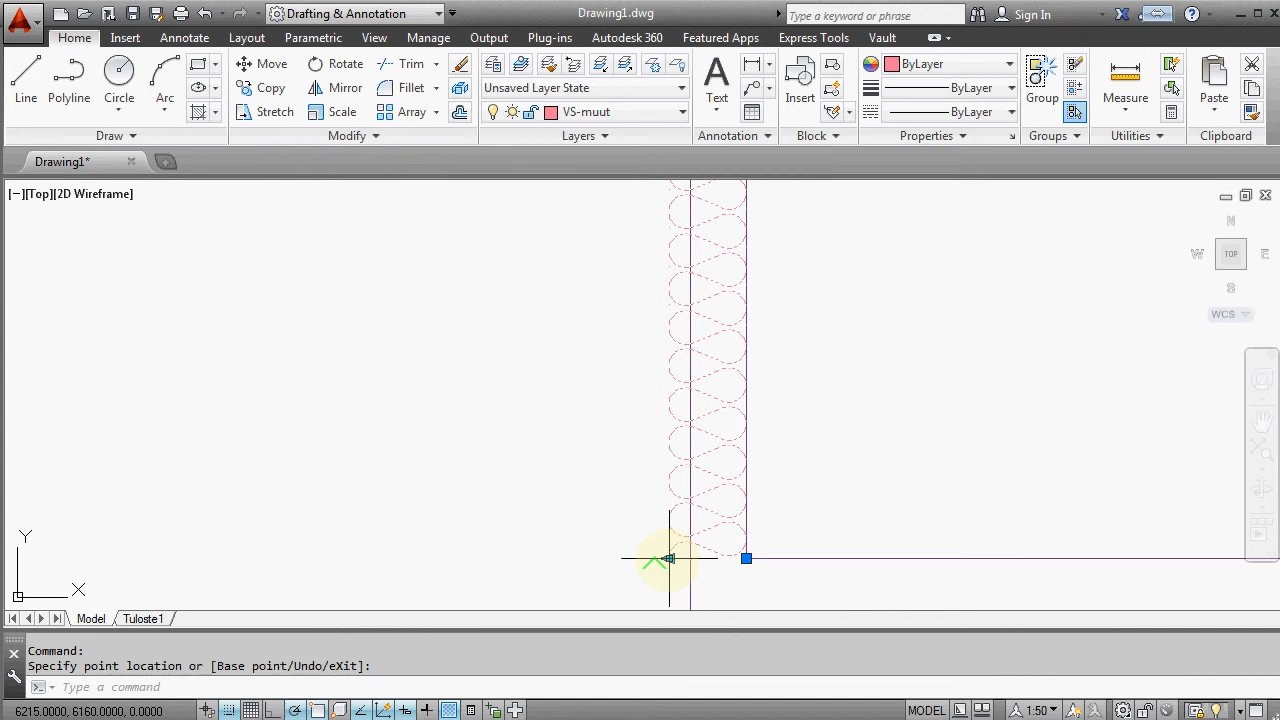 Drafting & Annotation
Drawing1.dwg
Type a keyword or phrase
Sign In
Home
Insert
Annotate
Layout
Parametric
View
Manage
Output
Plug-ins
Autodesk 360
Featured Apps
Express Tools
Vault
Line
Polyline
Circle
Arc
Move
Rotate
Trim
Copy
Mirror
Fillet
Stretch
Scale
Array
Unsaved Layer State
VS-muut
Text
Insert
ByLayer
ByLayer
ByLayer
Group
Measure
Paste
Draw
Modify
Layers
Annotation
Block
Properties
Groups
Utilities
Clipboard
Drawing1*
[−][Top][2D Wireframe]
N
W
TOP
E
S
WCS
Y
X
Model
Tuloste1
Command:
Specify point location or [Base point/Undo/eXit]:
Type a command
6215.0000, 6160.0000, 0.0000
MODEL
1:50